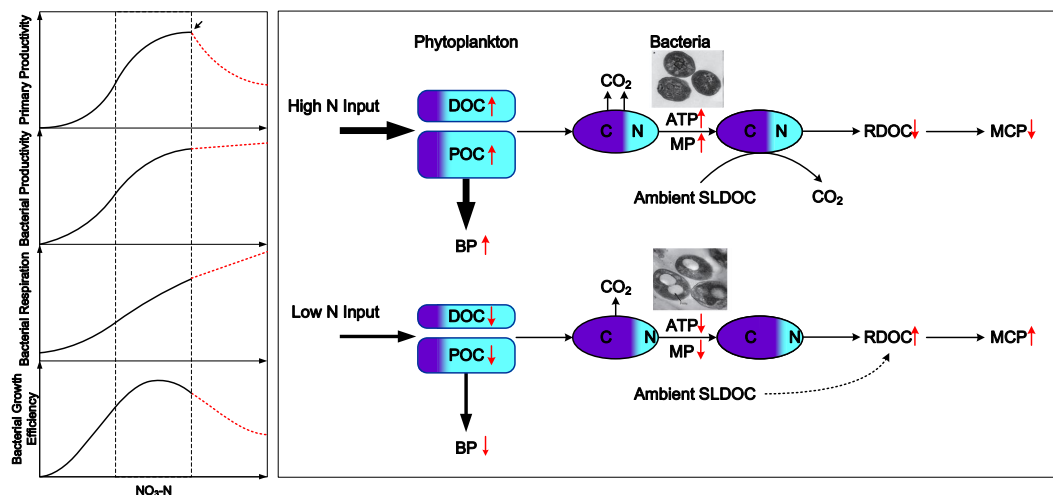 Primary Productivity
Bacterial Productivity
Bacterial Respiration
Bacterial Growth
Efficiency
NO₃-N
Phytoplankton
Bacteria
High N Input
DOC
POC
BP
CO₂
C N
ATP
MP
C N
Ambient SLDOC
CO₂
RDOC
MCP
Low N Input
DOC
POC
BP
CO₂
C N
ATP
MP
C N
Ambient SLDOC
RDOC
MCP